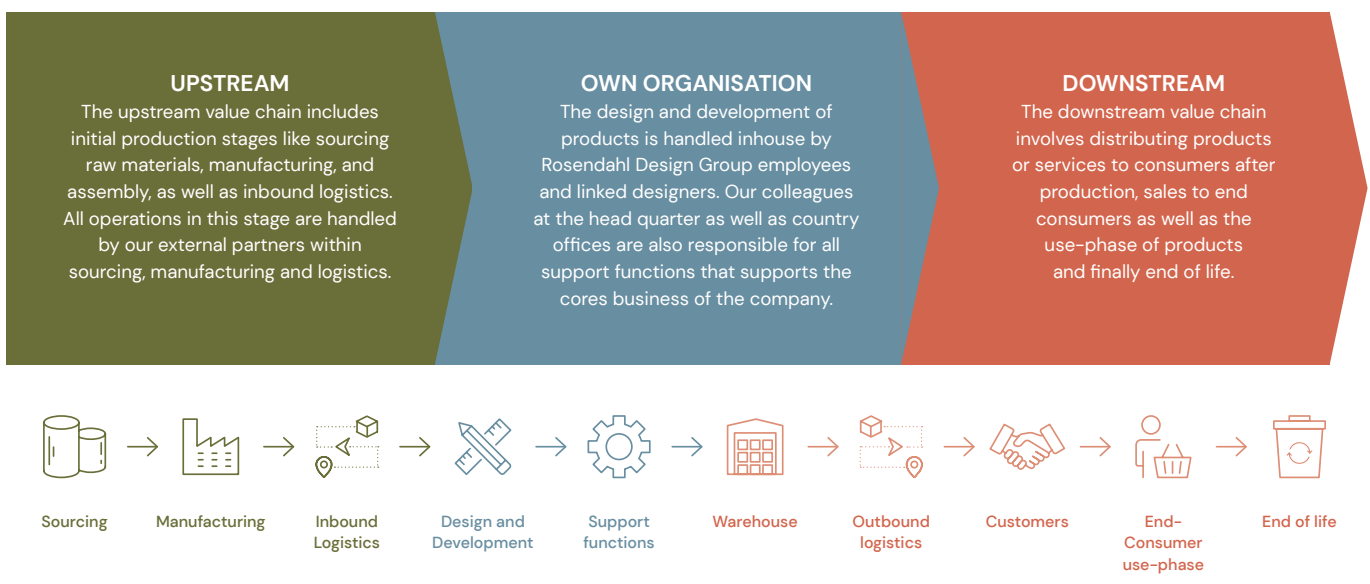 UPSTREAM
The upstream value chain includes
initial production stages like sourcing
raw materials, manufacturing, and
assembly, as well as inbound logistics.
All operations in this stage are handled
by our external partners within
sourcing, manufacturing and logistics.
OWN ORGANISATION
The design and development of
products is handled inhouse by
Rosendahl Design Group employees
and linked designers. Our colleagues
at the head quarter as well as country
offices are also responsible for all
support functions that supports the
cores business of the company.
DOWNSTREAM
The downstream value chain
involves distributing products
or services to consumers after
production, sales to end
consumers as well as the
use-phase of products
and finally end of life.
Sourcing
Manufacturing
Inbound
Logistics
Design and
Development
Support
functions
Warehouse
Outbound
logistics
Customers
End-
Consumer
use-phase
End of life